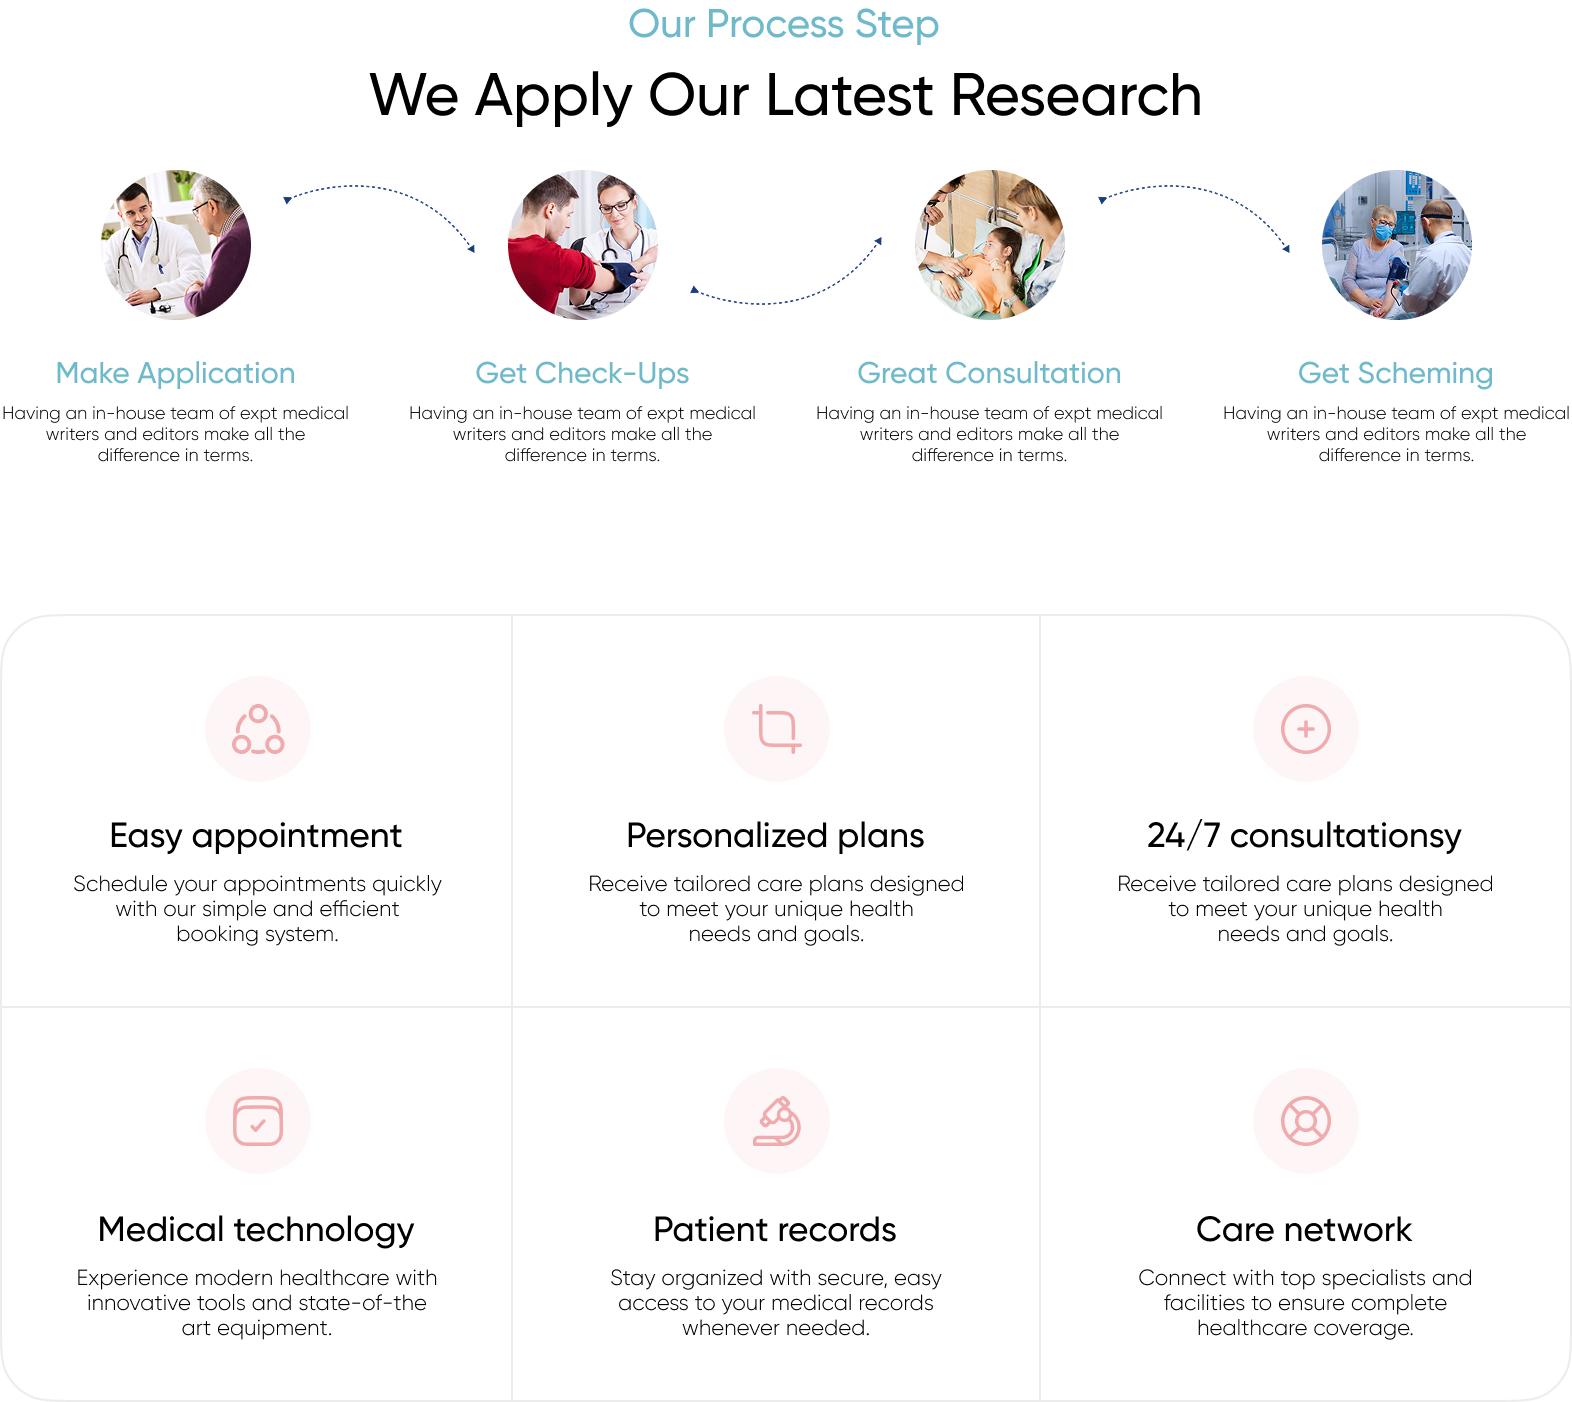 Our Process Step
We Apply Our Latest Research
Make Application
Having an in-house team of expt medical
writers and editors make all the
difference in terms.
Get Check-Ups
Having an in-house team of expt medical
writers and editors make all the
difference in terms.
Great Consultation
Having an in-house team of expt medical
writers and editors make all the
difference in terms.
Get Scheming
Having an in-house team of expt medical
writers and editors make all the
difference in terms.
Easy appointment
Schedule your appointments quickly
with our simple and efficient
booking system.
Personalized plans
Receive tailored care plans designed
to meet your unique health
needs and goals.
24/7 consultationsy
Receive tailored care plans designed
to meet your unique health
needs and goals.
Medical technology
Experience modern healthcare with
innovative tools and state-of-the
art equipment.
Patient records
Stay organized with secure, easy
access to your medical records
whenever needed.
Care network
Connect with top specialists and
facilities to ensure complete
healthcare coverage.